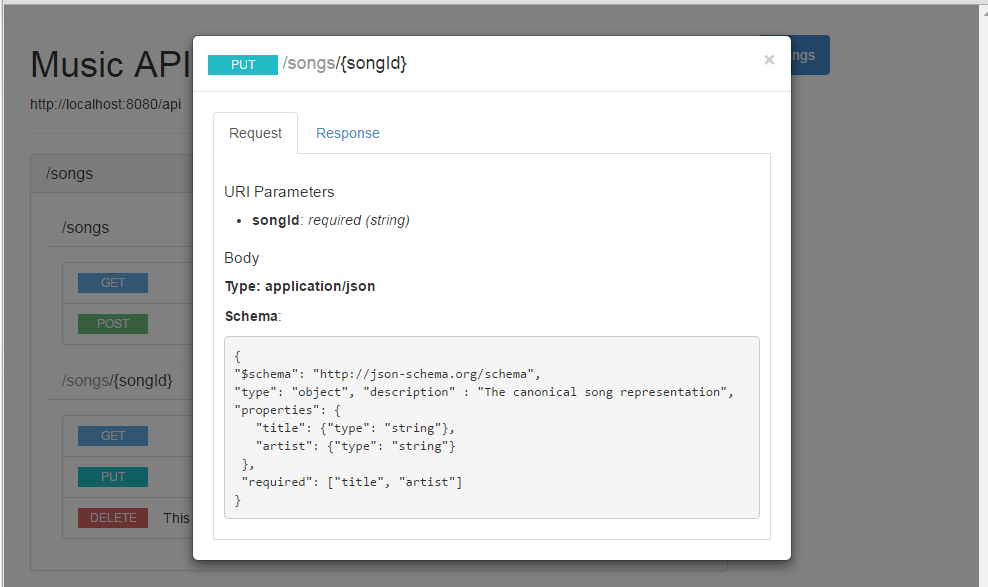 Music API
http://localhost:8080/api
ngs
/songs
/songs
GET
POST
/songs/{songId}
GET
PUT
DELETE This
PUT /songs/{songId} ×
Request Response
URI Parameters
• songId: required (string)
Body
Type: application/json
Schema:
{
"$schema": "http://json-schema.org/schema",
"type": "object", "description" : "The canonical song representation",
"properties": {
"title": {"type": "string"},
"artist": {"type": "string"}
},
"required": ["title", "artist"]
}